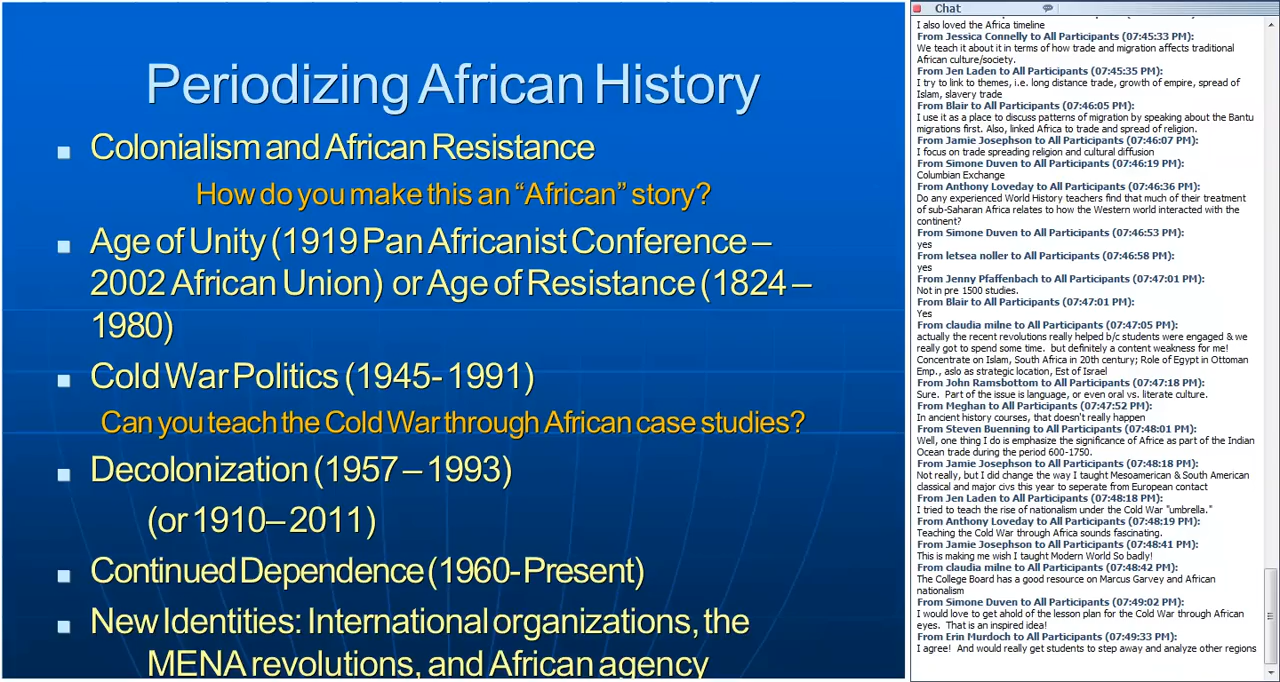 Periodizing African History
Colonialism and African Resistance
How do you make this an “African” story?
Age of Unity (1919 Pan Africanist Conference –
2002 African Union) or Age of Resistance (1824 –
1980)
Cold War Politics (1945- 1991)
Can you teach the Cold War through African case studies?
Decolonization (1957 – 1993)
(or 1910– 2011)
Continued Dependence (1960-Present)
New Identities: International organizations, the
MENA revolutions, and African agency
Chat
I also loved the Africa timeline
From Jessica Connelly to All Participants (07:45:33 PM):
We teach it about it in terms of how trade and migration affects traditional
African culture/society.
From Jen Laden to All Participants (07:45:35 PM):
I try to link to themes, i.e. long distance trade, growth of empire, spread of
Islam, slavery trade
From Blair to All Participants (07:46:05 PM):
I use it as a place to discuss patterns of migration by speaking about the Bantu
migrations first. Also, linked Africa to trade and spread of religion.
From Jamie Josephson to All Participants (07:46:07 PM):
I focus on trade spreading religion and cultural diffusion
From Simone Duven to All Participants (07:46:19 PM):
Columbian Exchange
From Anthony Loveday to All Participants (07:46:36 PM):
Do any experienced World History teachers find that much of their treatment
of sub-Saharan Africa relates to how the Western world interacted with the
continent?
From Simone Duven to All Participants (07:46:53 PM):
yes
From letsea noller to All Participants (07:46:58 PM):
yes
From Jenny Pfaffenbach to All Participants (07:47:01 PM):
Not in pre 1500 studies.
From Blair to All Participants (07:47:01 PM):
Yes
From claudia milne to All Participants (07:47:05 PM):
actually the recent revolutions really helped b/c students were engaged & we
really got to spend some time.  but definitely a content weakness for me!
Concentrate on Islam, South Africa in 20th century; Role of Egypt in Ottoman
Emp., aslo as strategic location, Est of Israel
From John Ramsbottom to All Participants (07:47:18 PM):
Sure.  Part of the issue is language, or even oral vs. literate culture.
From Meghan to All Participants (07:47:52 PM):
In ancient history courses, that doesn't really happen
From Steven Buenning to All Participants (07:48:01 PM):
Well, one thing I do is emphasize the significance of Africe as part of the Indian
Ocean trade during the period 600-1750.
From Jamie Josephson to All Participants (07:48:18 PM):
Not really, but I did change the way I taught Mesoamerican & South American
classical and major civs this year to seperate from European contact
From Jen Laden to All Participants (07:48:18 PM):
I tried to teach the rise of nationalism under the Cold War "umbrella."
From Anthony Loveday to All Participants (07:48:19 PM):
Teaching the Cold War through Africa sounds fascinating.
From Jamie Josephson to All Participants (07:48:41 PM):
This is making me wish I taught Modern World So badly!
From claudia milne to All Participants (07:48:42 PM):
The College Board has a good resource on Marcus Garvey and African
nationalism
From Simone Duven to All Participants (07:49:02 PM):
I would love to get ahold of the lesson plan for the Cold War through African
eyes.  That is an inspired idea!
From Erin Murdoch to All Participants (07:49:33 PM):
I agree!  And would really get students to step away and analyze other regions